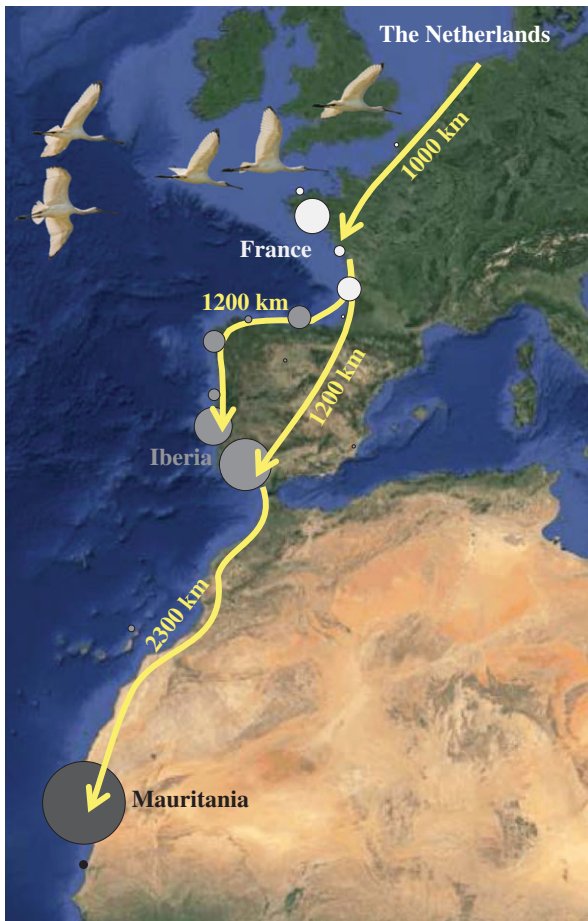 The Netherlands
1000 km
France
1200 km
1200 km
Iberia
2300 km
Mauritania